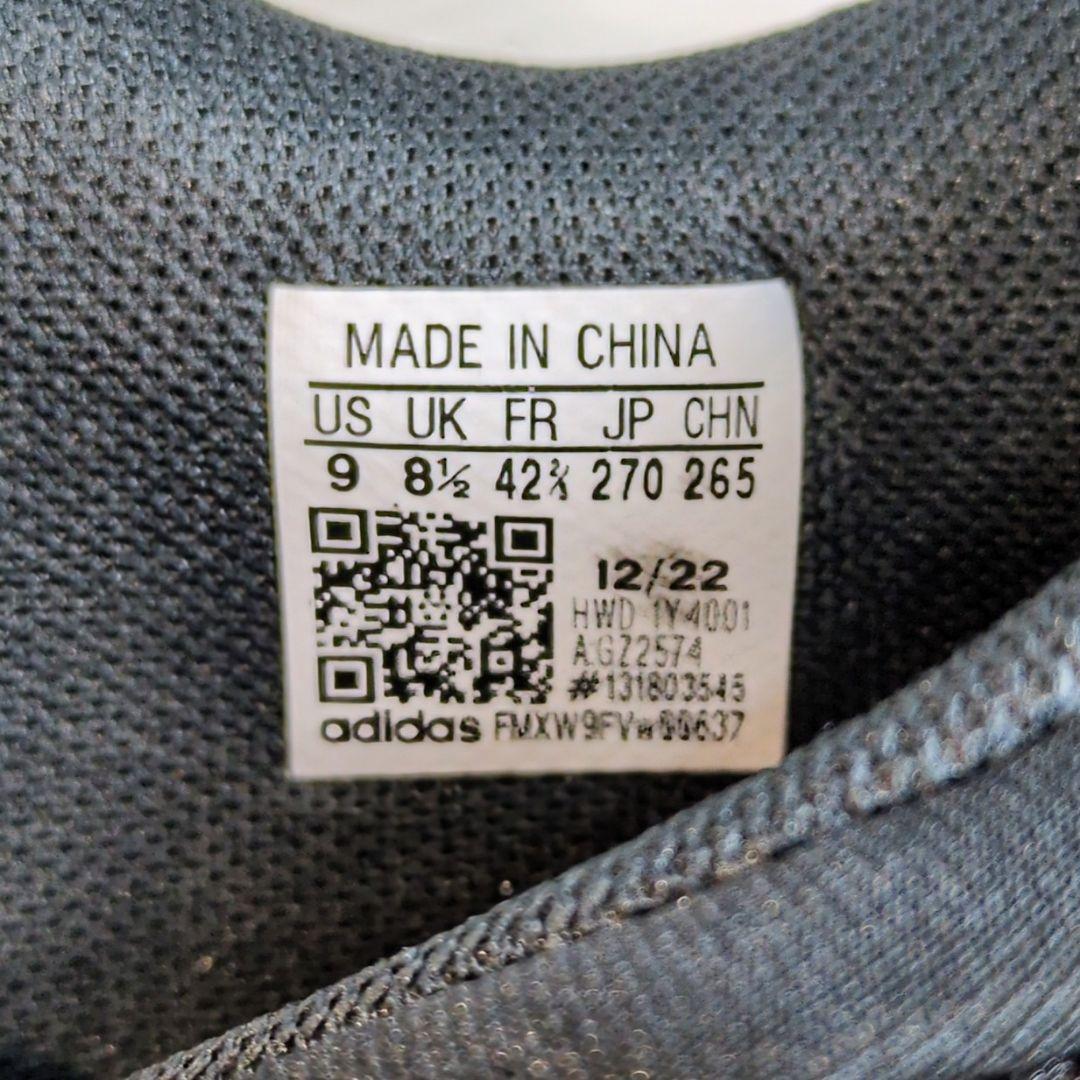 MADE IN CHINA
US UK FR JP CHN
9 8½ 42⅔ 270 265
12/22
HWD 1Y4001
A:GZ2574
#131803545
adidas